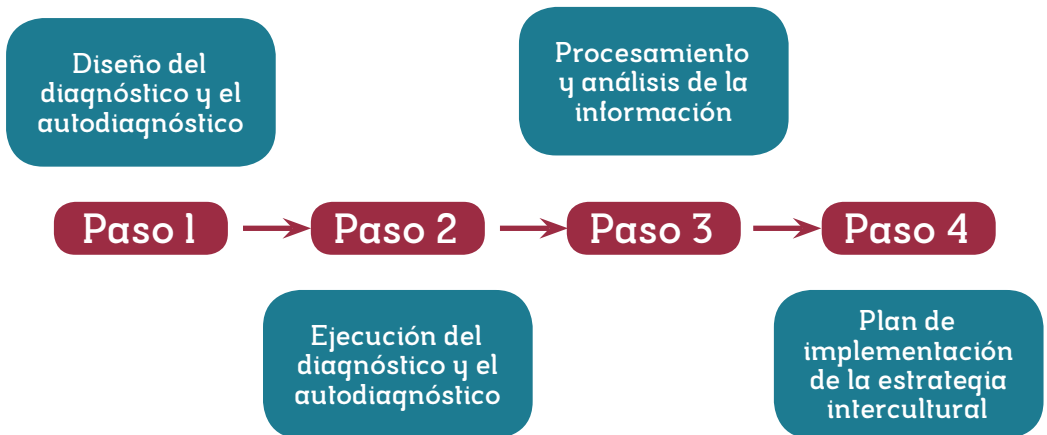 Diseño del
diagnóstico y el
autodiagnóstico
Procesamiento
y análisis de la
información
Paso 1
Paso 2
Paso 3
Paso 4
Ejecución del
diagnóstico y el
autodiagnóstico
Plan de
implementación
de la estrategia
intercultural